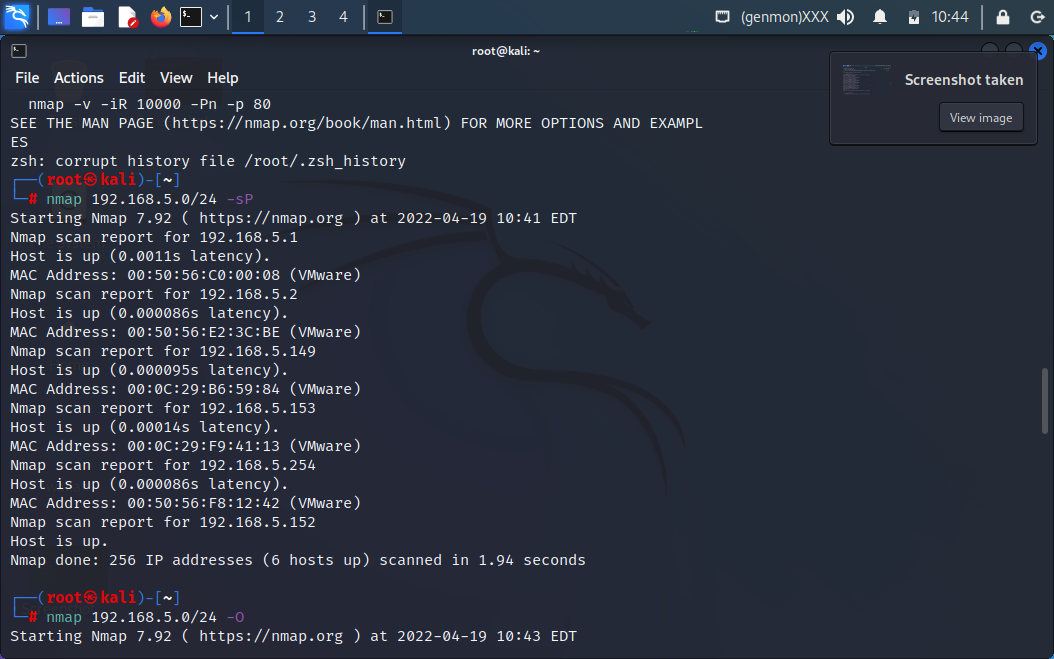 1 2 3 4 (genmon)XXX 10:44
root@kali: ~
File Actions Edit View Help
Screenshot taken
View image
nmap -v -iR 10000 -Pn -p 80
SEE THE MAN PAGE (https://nmap.org/book/man.html) FOR MORE OPTIONS AND EXAMPL
ES
zsh: corrupt history file /root/.zsh_history
┌──(root㉿kali)-[~]
└─# nmap 192.168.5.0/24 -sP
Starting Nmap 7.92 ( https://nmap.org ) at 2022-04-19 10:41 EDT
Nmap scan report for 192.168.5.1
Host is up (0.0011s latency).
MAC Address: 00:50:56:C0:00:08 (VMware)
Nmap scan report for 192.168.5.2
Host is up (0.000086s latency).
MAC Address: 00:50:56:E2:3C:BE (VMware)
Nmap scan report for 192.168.5.149
Host is up (0.000095s latency).
MAC Address: 00:0C:29:B6:59:84 (VMware)
Nmap scan report for 192.168.5.153
Host is up (0.00014s latency).
MAC Address: 00:0C:29:F9:41:13 (VMware)
Nmap scan report for 192.168.5.254
Host is up (0.000086s latency).
MAC Address: 00:50:56:F8:12:42 (VMware)
Nmap scan report for 192.168.5.152
Host is up.
Nmap done: 256 IP addresses (6 hosts up) scanned in 1.94 seconds
┌──(root㉿kali)-[~]
└─# nmap 192.168.5.0/24 -O
Starting Nmap 7.92 ( https://nmap.org ) at 2022-04-19 10:43 EDT